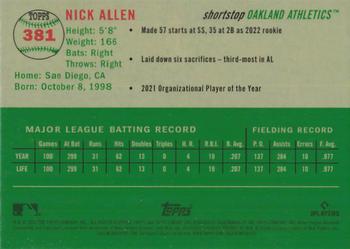 TOPPS
381
NICK ALLEN
shortstop OAKLAND ATHLETICS™
Height: 5'8"
Weight: 166
Bats: Right
Throws: Right
Home: San Diego, CA
Born: October 8, 1998
• Made 57 starts at SS, 35 at 2B as 2022 rookie
• Laid down six sacrifices – third-most in AL
• 2021 Organizational Player of the Year
MAJOR LEAGUE BATTING RECORD FIELDING RECORD
Games At Bat Runs Hits Doubles Triples H. R. R.B.I. B. Avg. P.O. Assists Errors F. Avg.
YEAR 100 299 31 62 13 0 4 19 .207 137 284 10 .977
LIFE 100 299 31 62 13 0 4 19 .207 137 284 10 .977
Topps
PLAYERS